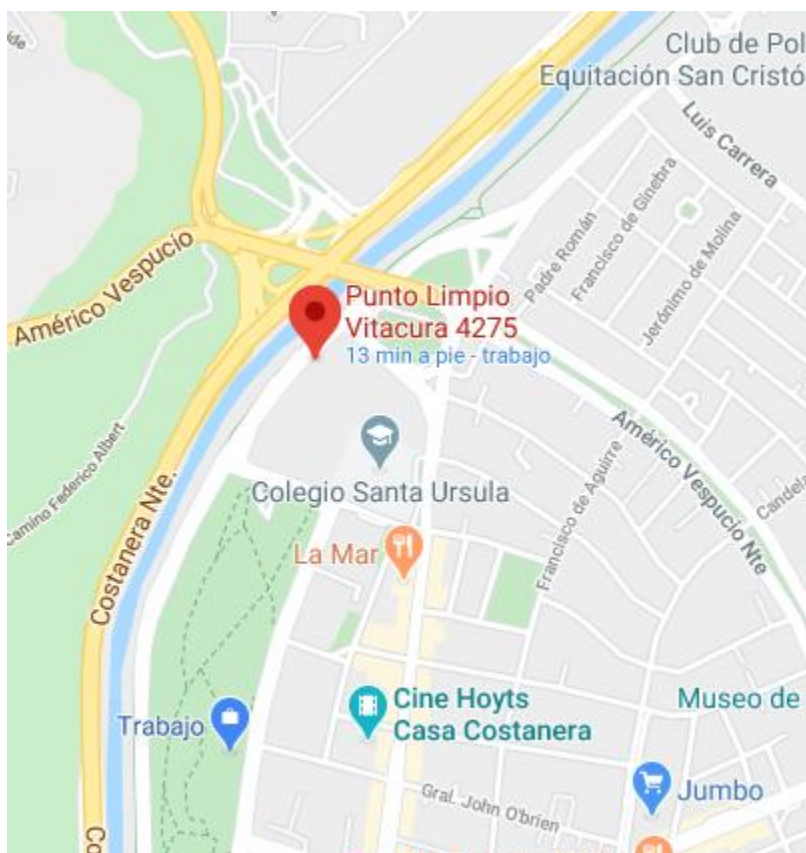 Club de Pol
Equitación San Cristó
Luis Carrera
Padre Román
Francisco de Ginebra
Jerónimo de Molina
Américo Vespucio
Punto Limpio
Vitacura 4275
13 min a pie - trabajo
Américo Vespucio Nte
Camino Federico Albert
Costanera Nte.
Colegio Santa Ursula
Francisco de Aguirre
Candela
La Mar
Cine Hoyts
Casa Costanera
Museo de
Trabajo
Gral. John O'brien
Jumbo
Co